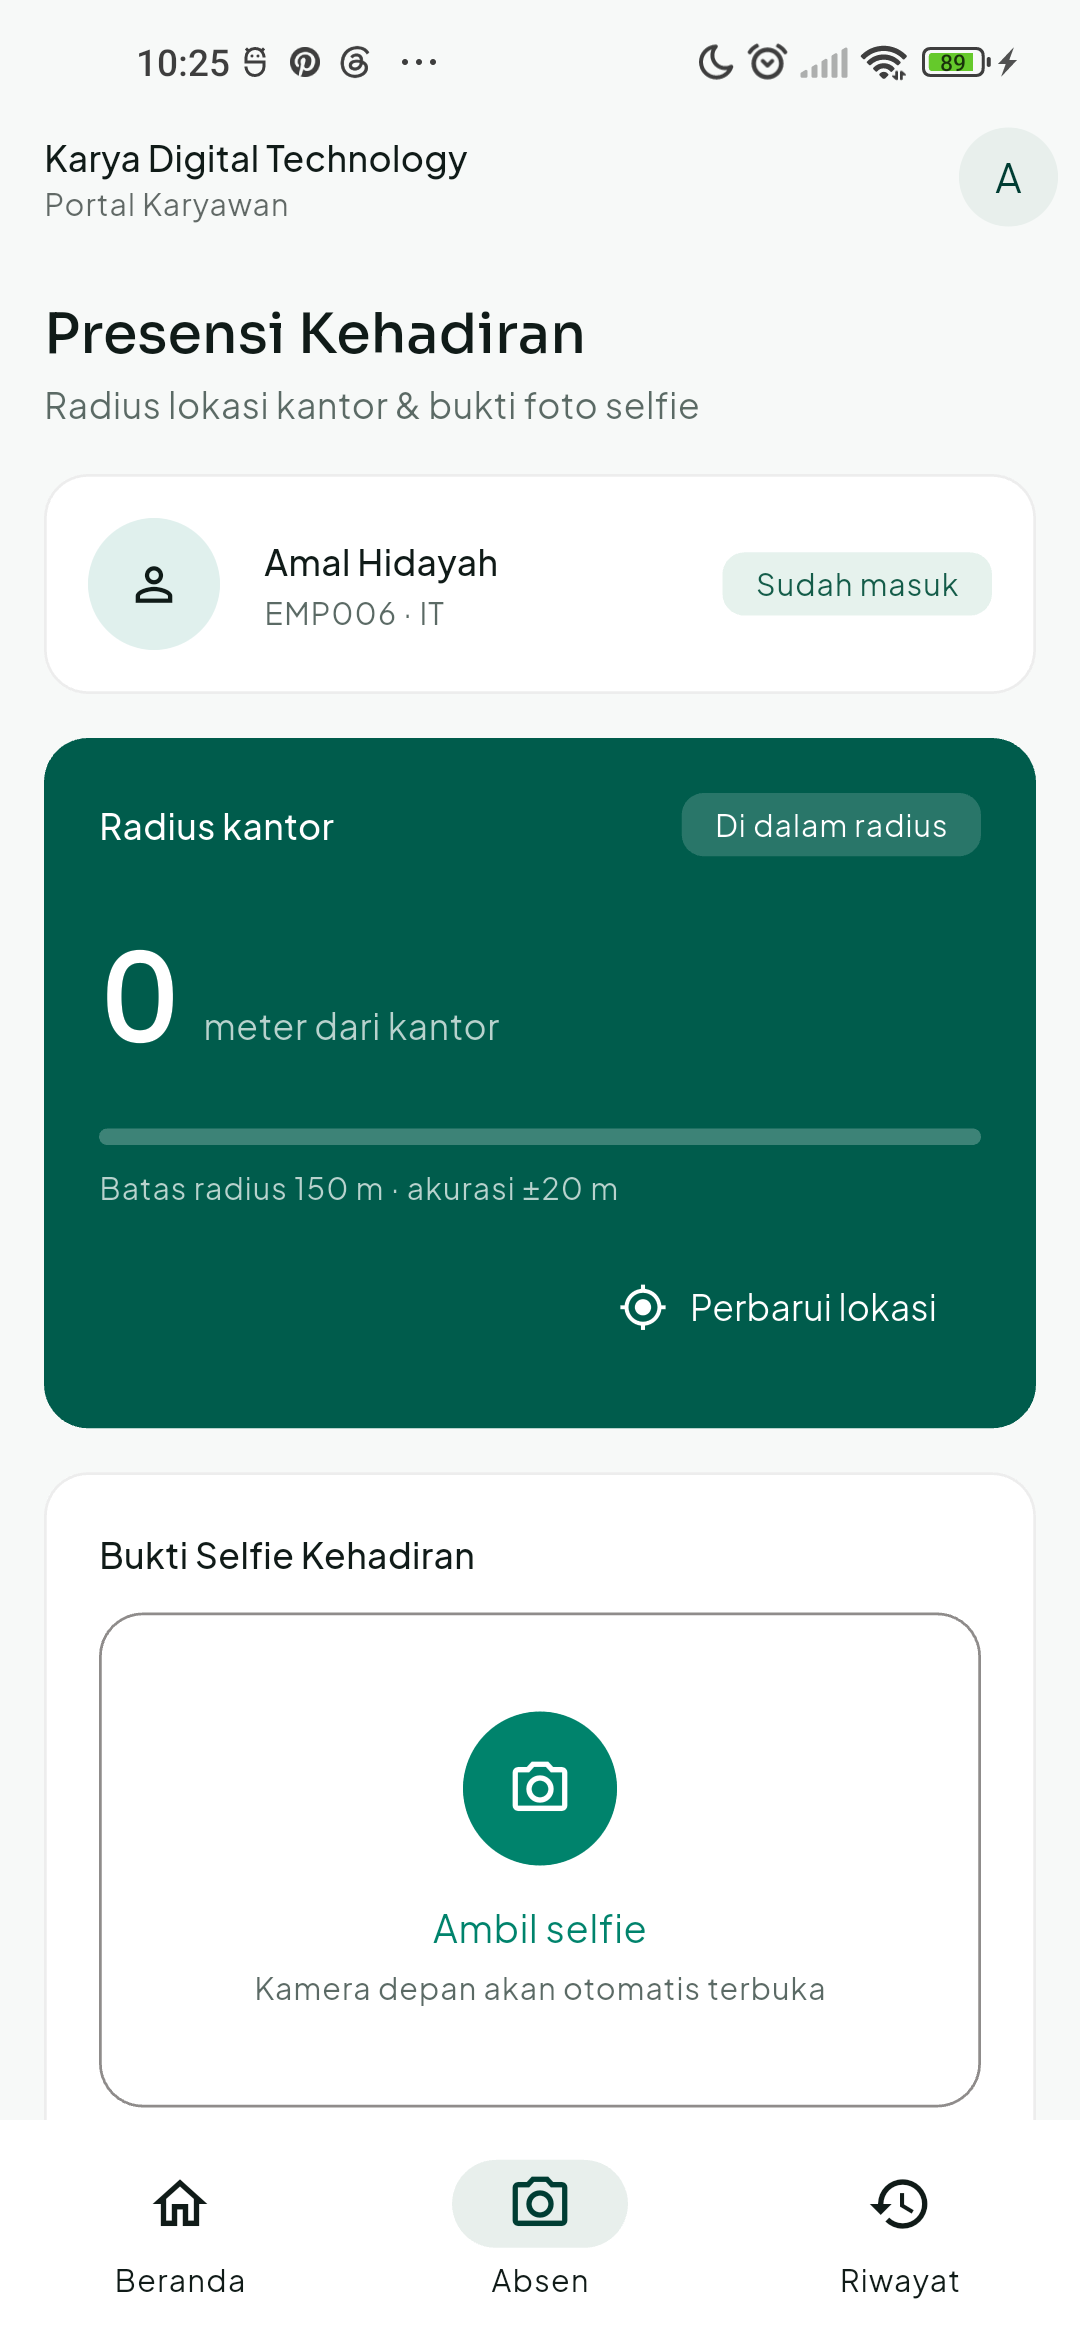 10:25
89
Karya Digital Technology
Portal Karyawan
A
Presensi Kehadiran
Radius lokasi kantor & bukti foto selfie
Amal Hidayah
EMP006 · IT
Sudah masuk
Radius kantor
Di dalam radius
0 meter dari kantor
Batas radius 150 m · akurasi ±20 m
Perbarui lokasi
Bukti Selfie Kehadiran
Ambil selfie
Kamera depan akan otomatis terbuka
Beranda
Absen
Riwayat